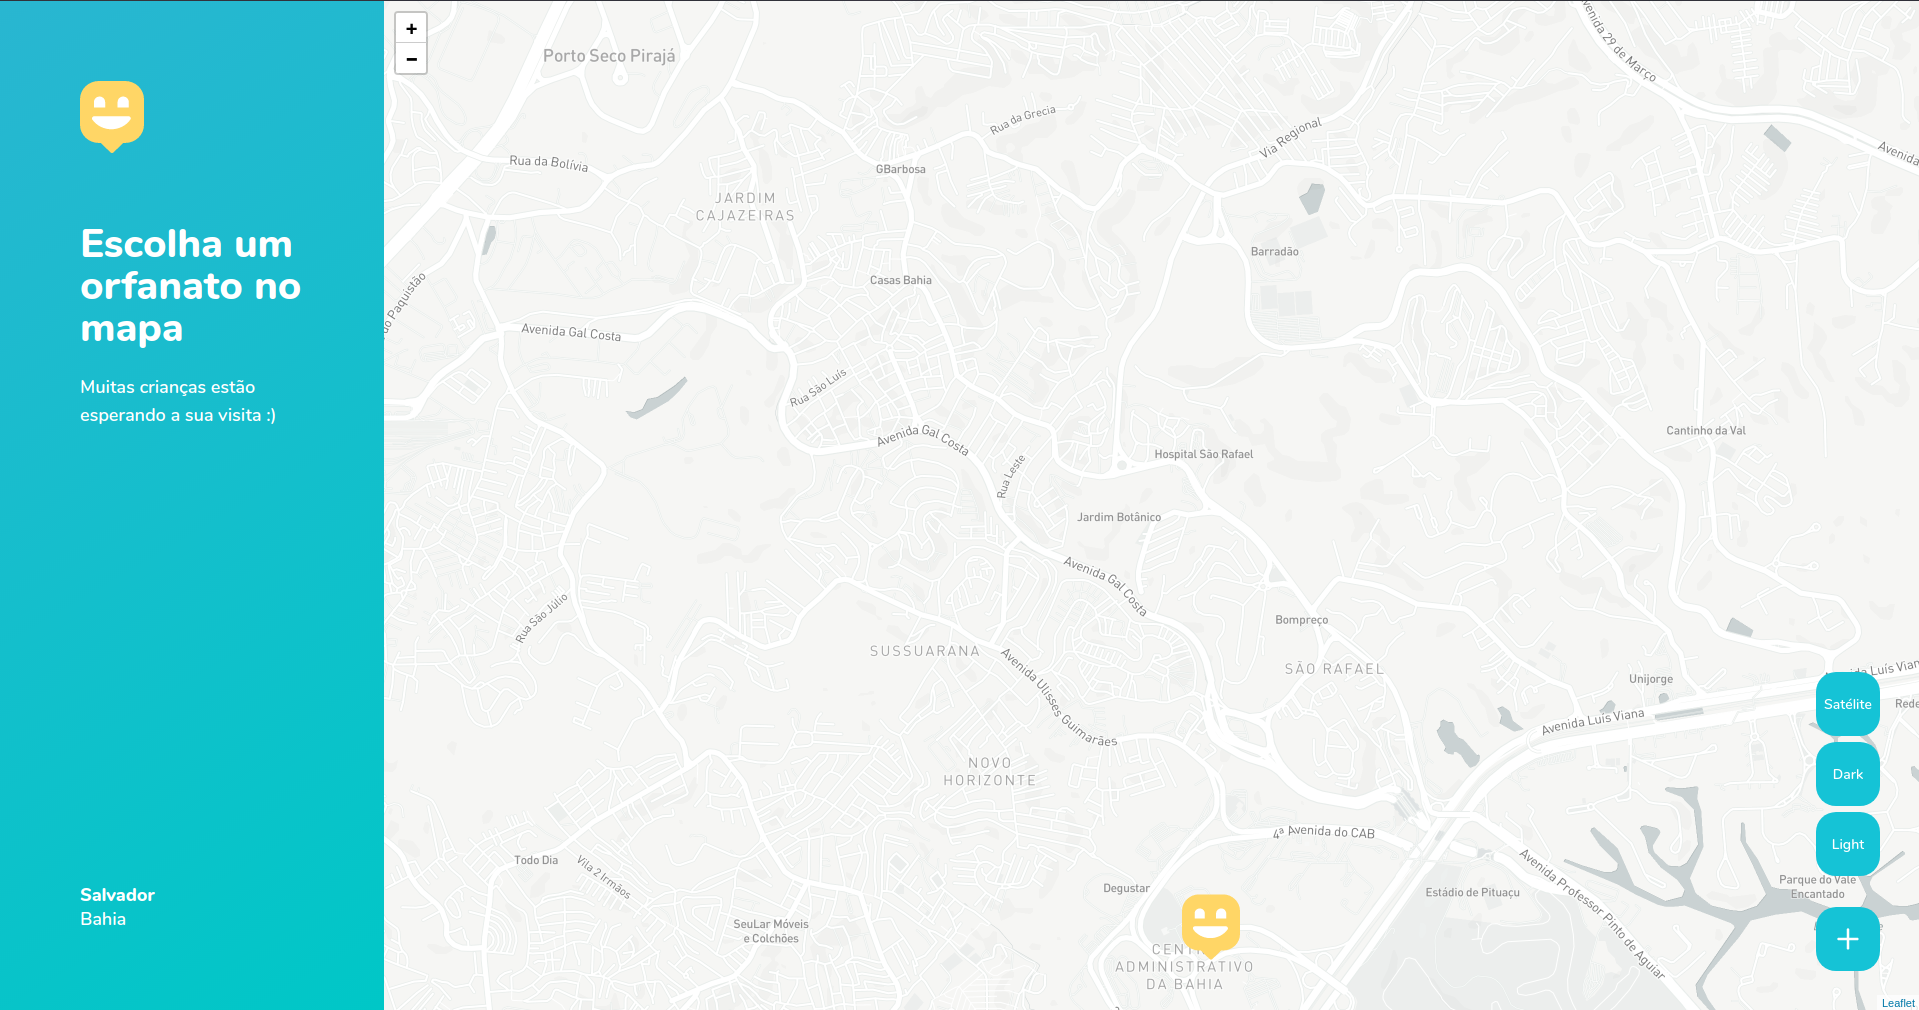 Escolha um
orfanato no
mapa
Muitas crianças estão
esperando a sua visita :)
Salvador
Bahia
+
−
Porto Seco Pirajá
Avenida 29 de Março
Rua da Grecia
Via Regional
Avenida
Rua da Bolívia
GBarbosa
JARDIM
CAJAZEIRAS
Barradão
Casas Bahia
do Paquistão
Avenida Gal Costa
Rua São Luís
Avenida Gal Costa
Cantinho da Val
Hospital São Rafael
Rua Leste
Jardim Botânico
Avenida Gal Costa
Rua São Júlio
Bompreço
SUSSUARANA
SÃO RAFAEL
Avenida Ulisses Guimarães
Unijorge
Luís Vian
Satélite
Rede
Avenida Luís Viana
NOVO
HORIZONTE
Dark
4ª Avenida do CAB
Light
Todo Dia
Vila 2 Irmãos
Avenida Professor Pinto de Aguiar
Parque do Vale
Encantado
Degustar
Estádio de Pituaçu
SeuLar Móveis
e Colchões
CENT
ADMINISTRATIVO
DA BAHIA
Leaflet